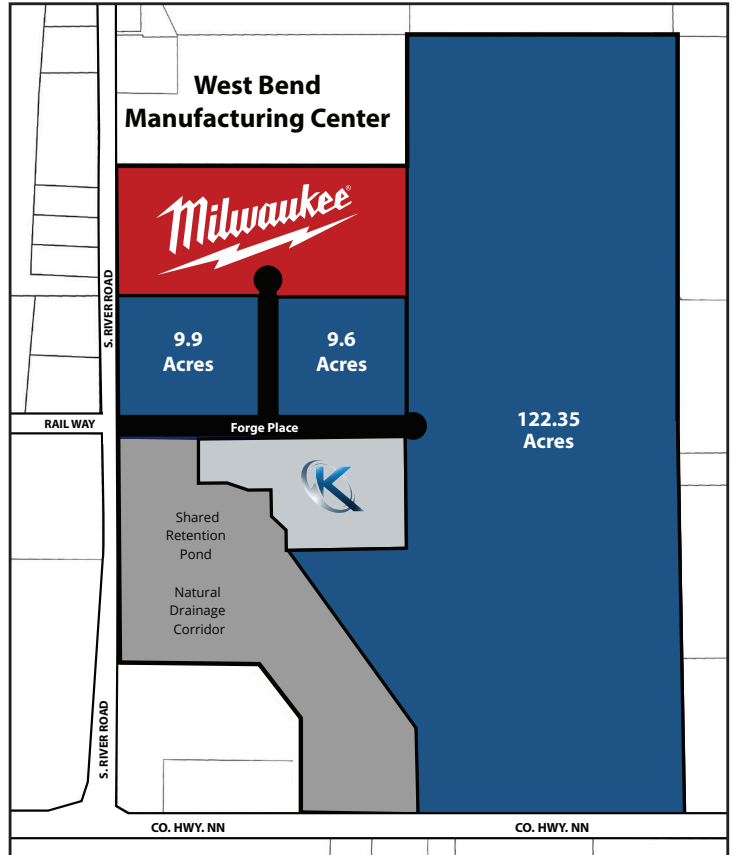 West Bend
Manufacturing Center
Milwaukee®
S. RIVER ROAD
9.9
Acres
9.6
Acres
122.35
Acres
RAIL WAY
Forge Place
K
Shared
Retention
Pond
Natural
Drainage
Corridor
S. RIVER ROAD
CO. HWY. NN
CO. HWY. NN